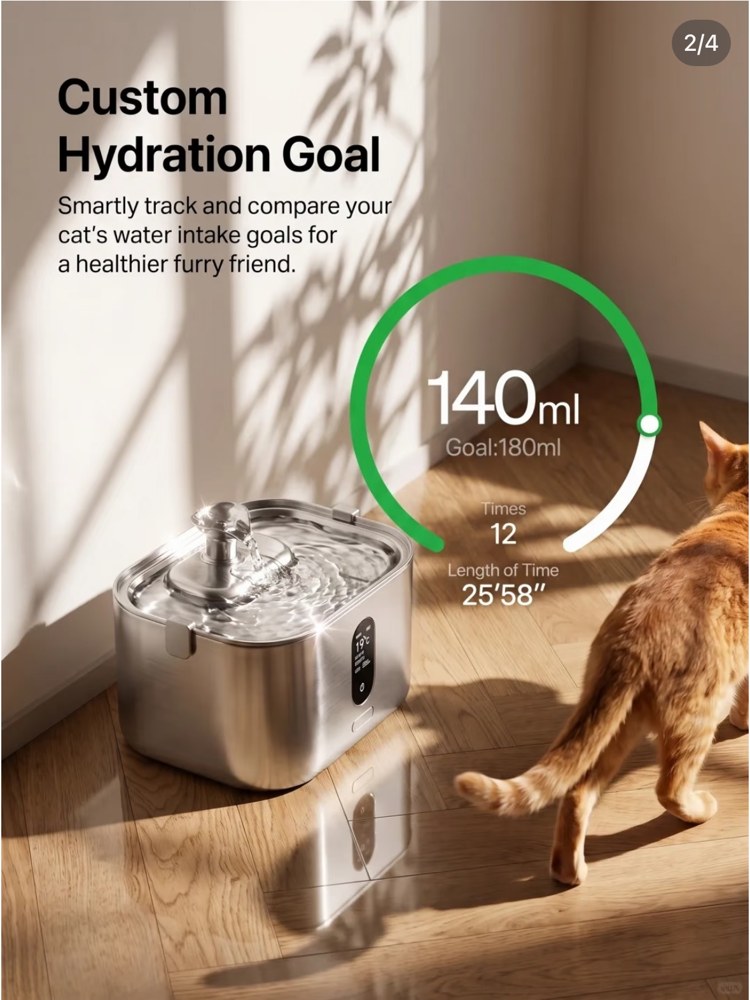 2/4
Custom
Hydration Goal
Smartly track and compare your
cat's water intake goals for
a healthier furry friend.
140ml
Goal:180ml
Times
12
Length of Time
25'58"
19°C